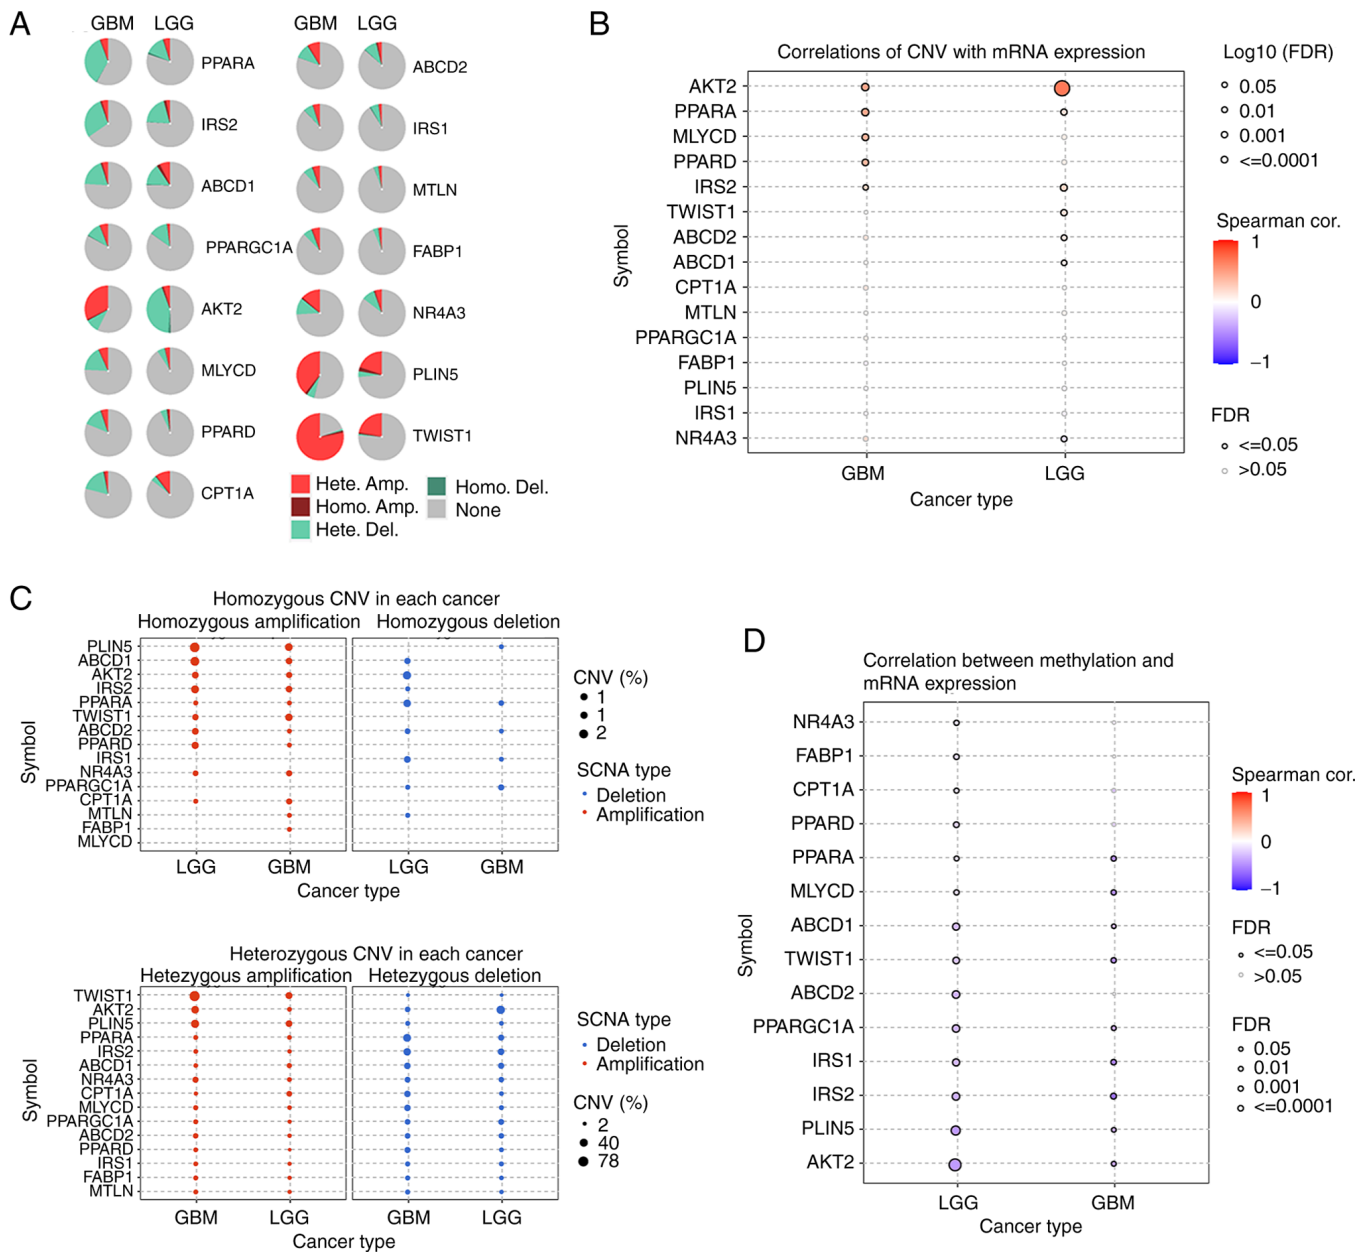 A
GBM LGG
GBM LGG
PPARA
IRS2
ABCD1
PPARGC1A
AKT2
MLYCD
PPARD
CPT1A
ABCD2
IRS1
MTLN
FABP1
NR4A3
PLIN5
TWIST1
Hete. Amp.
Homo. Amp.
Hete. Del.
Homo. Del.
None
B
Correlations of CNV with mRNA expression
Symbol
AKT2
PPARA
MLYCD
PPARD
IRS2
TWIST1
ABCD2
ABCD1
CPT1A
MTLN
PPARGC1A
FABP1
PLIN5
IRS1
NR4A3
GBM LGG
Cancer type
Log10 (FDR)
0.05
0.01
0.001
<=0.0001
Spearman cor.
1
0
−1
FDR
<=0.05
>0.05
C
Homozygous CNV in each cancer
Homozygous amplification Homozygous deletion
Symbol
PLIN5
ABCD1
AKT2
IRS2
PPARA
TWIST1
ABCD2
PPARD
IRS1
NR4A3
PPARGC1A
CPT1A
MTLN
FABP1
MLYCD
LGG GBM LGG GBM
Cancer type
CNV (%)
1
1
2
SCNA type
Deletion
Amplification
Heterozygous CNV in each cancer
Hetezygous amplification Hetezygous deletion
Symbol
TWIST1
AKT2
PLIN5
PPARA
IRS2
ABCD1
NR4A3
CPT1A
MLYCD
PPARGC1A
ABCD2
PPARD
IRS1
FABP1
MTLN
GBM LGG GBM LGG
Cancer type
SCNA type
Deletion
Amplification
CNV (%)
2
40
78
D
Correlation between methylation and
mRNA expression
Symbol
NR4A3
FABP1
CPT1A
PPARD
PPARA
MLYCD
ABCD1
TWIST1
ABCD2
PPARGC1A
IRS1
IRS2
PLIN5
AKT2
LGG GBM
Cancer type
Spearman cor.
1
0
−1
FDR
<=0.05
>0.05
FDR
0.05
0.01
0.001
<=0.0001